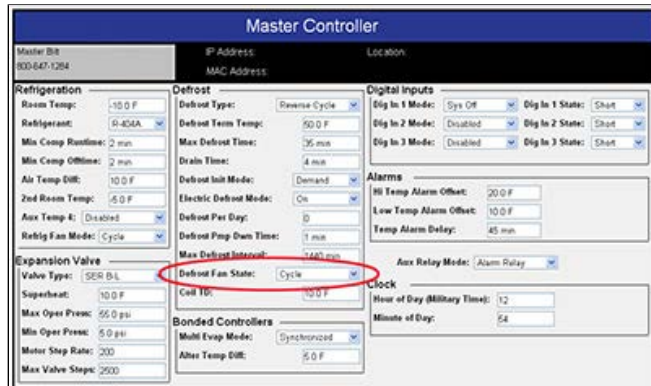 Master Controller
Master Bilt
800-647-1284
IP Address:
MAC Address:
Location:
Refrigeration
Room Temp: -10.0 F
Refrigerant: R-404A
Min Comp Runtime: 2 min
Min Comp Offtime: 2 min
Air Temp Diff: 10.0 F
2nd Room Temp: -5.0 F
Aux Temp 4: Disabled
Refrig Fan Mode: Cycle
Expansion Valve
Valve Type: SER B-L
Superheat: 10.0 F
Max Oper Press: 55.0 psi
Min Oper Press: 5.0 psi
Motor Step Rate: 200
Max Valve Steps: 2500
Defrost
Defrost Type: Reverse Cycle
Defrost Term Temp: 50.0 F
Max Defrost Time: 35 min
Drain Time: 4 min
Defrost Init Mode: Demand
Electric Defrost Mode: On
Defrost Per Day: 0
Defrost Pmp Dwn Time: 1 min
Max Defrost Interval: 1440 min
Defrost Fan State: Cycle
Coil TD: 10.0 F
Bonded Controllers
Multi Evap Mode: Synchronized
Alter Temp Diff: 5.0 F
Digital Inputs
Dig In 1 Mode: Sys Off Dig In 1 State: Short
Dig In 2 Mode: Disabled Dig In 2 State: Short
Dig In 3 Mode: Disabled Dig In 3 State: Short
Alarms
Hi Temp Alarm Offset: 20.0 F
Low Temp Alarm Offset: 10.0 F
Temp Alarm Delay: 45 min
Aux Relay Mode: Alarm Relay
Clock
Hour of Day (Military Time): 12
Minute of Day: 54